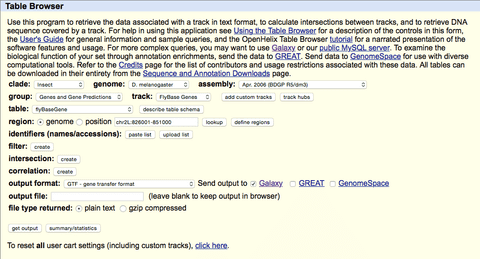 Table Browser
Use this program to retrieve the data associated with a track in text format, to calculate intersections between tracks, and to retrieve DNA
sequence covered by a track. For help in using this application see Using the Table Browser for a description of the controls in this form,
the User's Guide for general information and sample queries, and the OpenHelix Table Browser tutorial for a narrated presentation of the
software features and usage. For more complex queries, you may want to use Galaxy or our public MySQL server. To examine the
biological function of your set through annotation enrichments, send the data to GREAT. Send data to GenomeSpace for use with diverse
computational tools. Refer to the Credits page for the list of contributors and usage restrictions associated with these data. All tables can
be downloaded in their entirety from the Sequence and Annotation Downloads page.
clade: Insect genome: D. melanogaster assembly: Apr. 2006 (BDGP R5/dm3)
group: Genes and Gene Predictions track: FlyBase Genes add custom tracks track hubs
table: flyBaseGene describe table schema
region: genome position chr2L:826001-851000 lookup define regions
identifiers (names/accessions): paste list upload list
filter: create
intersection: create
correlation: create
output format: GTF - gene transfer format Send output to Galaxy GREAT GenomeSpace
output file: (leave blank to keep output in browser)
file type returned: plain text gzip compressed
get output summary/statistics
To reset all user cart settings (including custom tracks), click here.